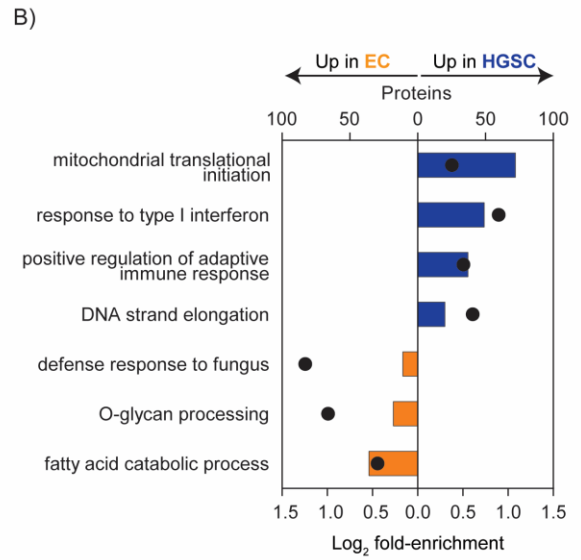 B)
Up in EC Up in HGSC
Proteins
100 50 0 50 100
mitochondrial translational
initiation
response to type I interferon
positive regulation of adaptive
immune response
DNA strand elongation
defense response to fungus
O-glycan processing
fatty acid catabolic process
1.5 1.0 0.5 0.0 0.5 1.0 1.5
Log2 fold-enrichment